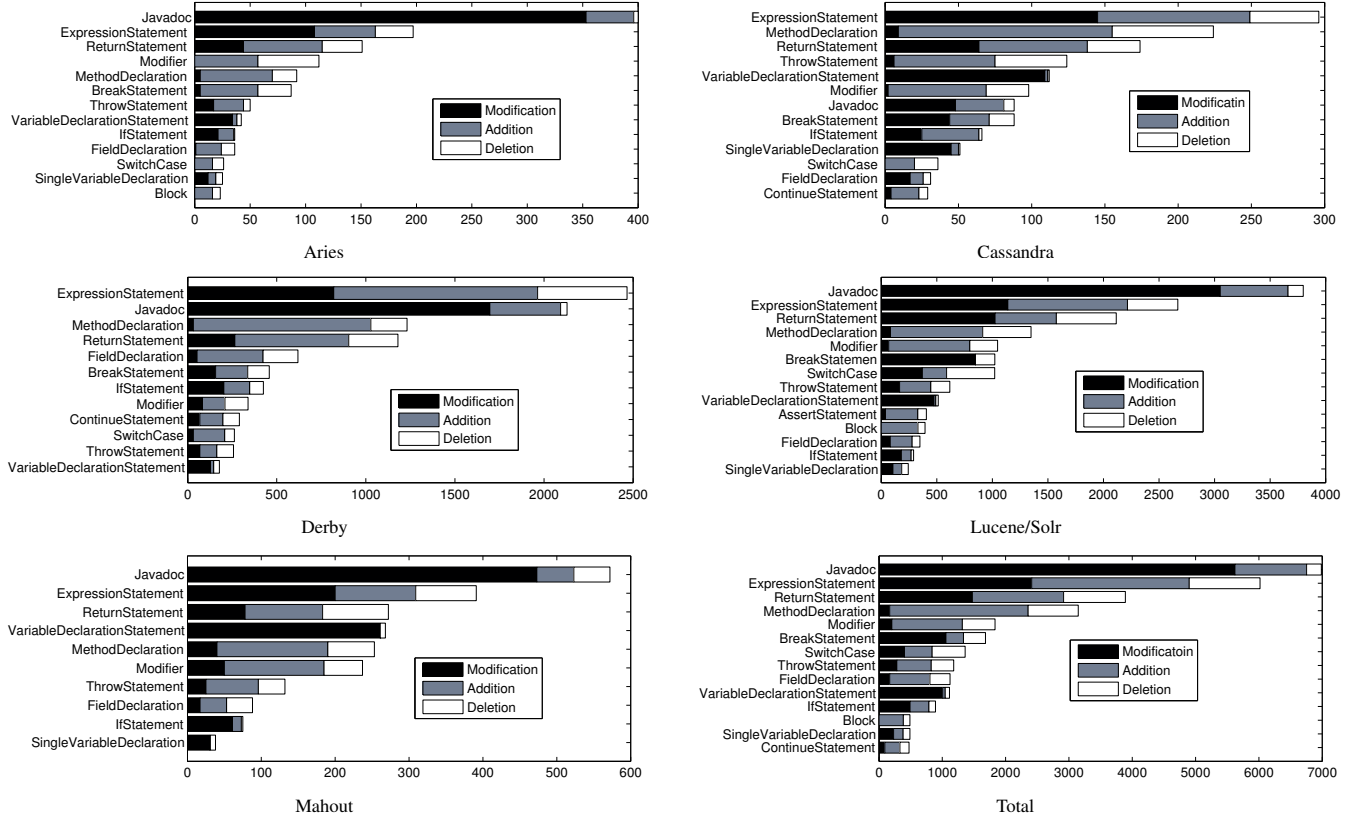 Javadoc
ExpressionStatement
ReturnStatement
Modifier
MethodDeclaration
BreakStatement
ThrowStatement
VariableDeclarationStatement
IfStatement
FieldDeclaration
SwitchCase
SingleVariableDeclaration
Block
Modification
Addition
Deletion
0 50 100 150 200 250 300 350 400
Aries
ExpressionStatement
MethodDeclaration
ReturnStatement
ThrowStatement
VariableDeclarationStatement
Modifier
Javadoc
BreakStatement
IfStatement
SingleVariableDeclaration
SwitchCase
FieldDeclaration
ContinueStatement
Modificatin
Addition
Deletion
0 50 100 150 200 250 300
Cassandra
ExpressionStatement
Javadoc
MethodDeclaration
ReturnStatement
FieldDeclaration
BreakStatement
IfStatement
Modifier
ContinueStatement
SwitchCase
ThrowStatement
VariableDeclarationStatement
Modification
Addition
Deletion
0 500 1000 1500 2000 2500
Derby
Javadoc
ExpressionStatement
ReturnStatement
MethodDeclaration
Modifier
BreakStatemen
SwitchCase
ThrowStatement
VariableDeclarationStatement
AssertStatement
Block
FieldDeclaration
IfStatement
SingleVariableDeclaration
Modification
Addition
Deletion
0 500 1000 1500 2000 2500 3000 3500 4000
Lucene/Solr
Javadoc
ExpressionStatement
ReturnStatement
VariableDeclarationStatement
MethodDeclaration
Modifier
ThrowStatement
FieldDeclaration
IfStatement
SingleVariableDeclaration
Modification
Addition
Deletion
0 100 200 300 400 500 600
Mahout
Javadoc
ExpressionStatement
ReturnStatement
MethodDeclaration
Modifier
BreakStatement
SwitchCase
ThrowStatement
FieldDeclaration
VariableDeclarationStatement
IfStatement
Block
SingleVariableDeclaration
ContinueStatement
Modificatoin
Addition
Deletion
0 1000 2000 3000 4000 5000 6000 7000
Total